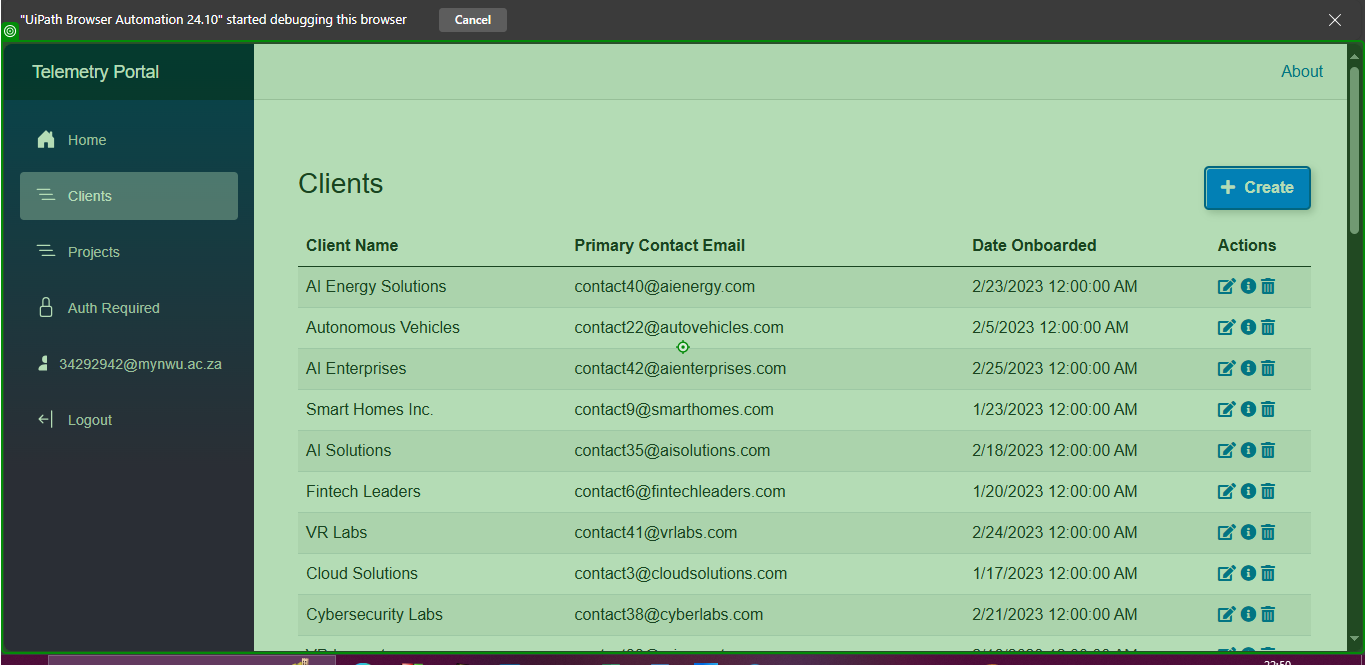 "UiPath Browser Automation 24.10" started debugging this browser
Cancel
Telemetry Portal
About
Home
Clients
Projects
Auth Required
34292942@mynwu.ac.za
Logout
Clients
+ Create
Client Name Primary Contact Email Date Onboarded Actions
AI Energy Solutions contact40@aienergy.com 2/23/2023 12:00:00 AM
Autonomous Vehicles contact22@autovehicles.com 2/5/2023 12:00:00 AM
AI Enterprises contact42@aienterprises.com 2/25/2023 12:00:00 AM
Smart Homes Inc. contact9@smarthomes.com 1/23/2023 12:00:00 AM
AI Solutions contact35@aisolutions.com 2/18/2023 12:00:00 AM
Fintech Leaders contact6@fintechleaders.com 1/20/2023 12:00:00 AM
VR Labs contact41@vrlabs.com 2/24/2023 12:00:00 AM
Cloud Solutions contact3@cloudsolutions.com 1/17/2023 12:00:00 AM
Cybersecurity Labs contact38@cyberlabs.com 2/21/2023 12:00:00 AM